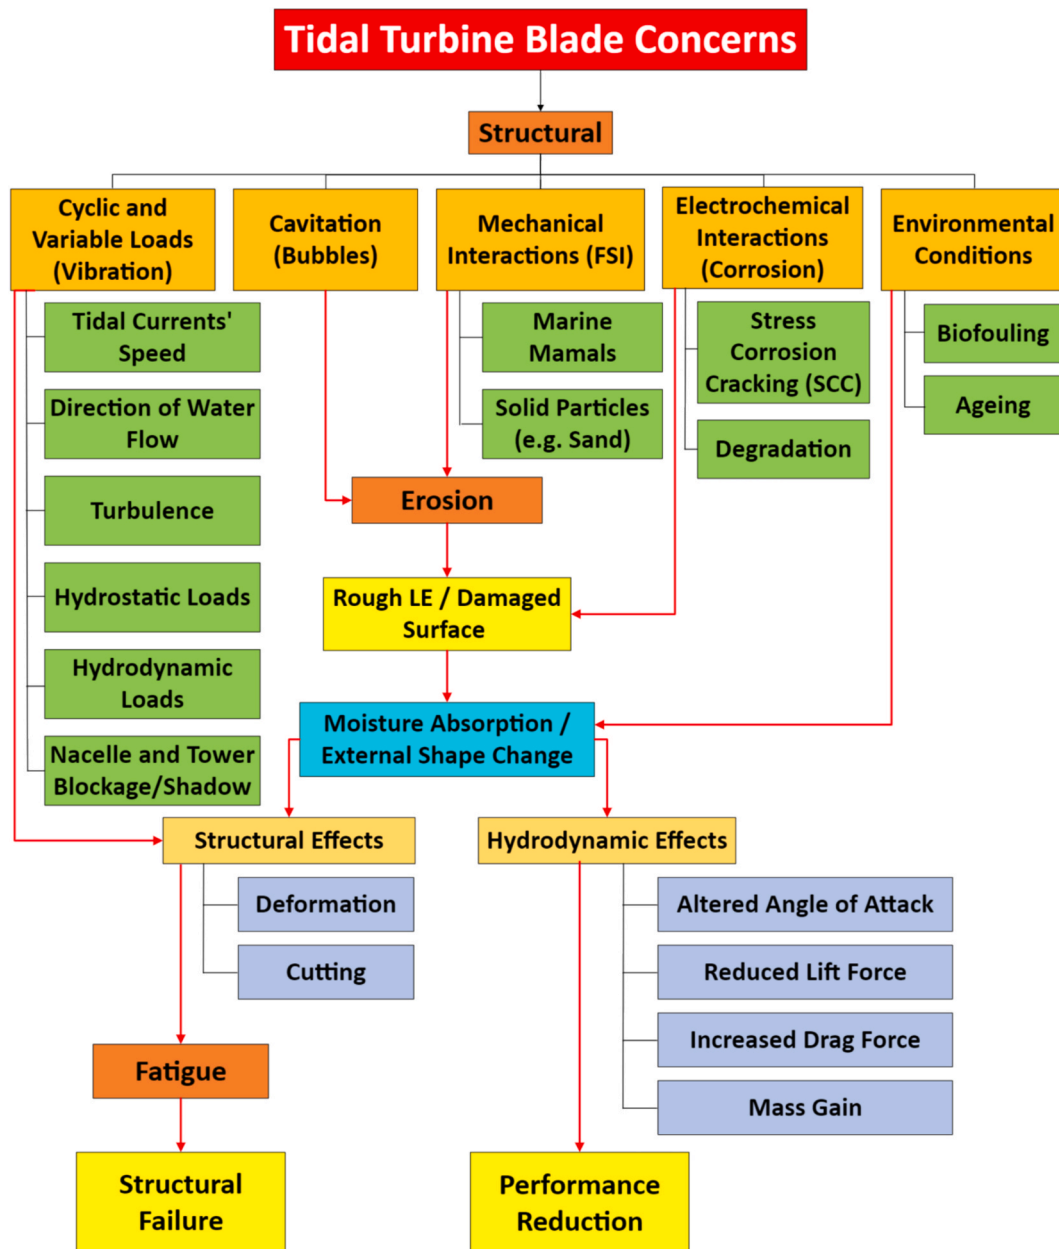 Tidal Turbine Blade Concerns
Structural
Cyclic and
Variable Loads
(Vibration)
Cavitation
(Bubbles)
Mechanical
Interactions (FSI)
Electrochemical
Interactions
(Corrosion)
Environmental
Conditions
Tidal Currents'
Speed
Direction of Water
Flow
Turbulence
Hydrostatic Loads
Hydrodynamic
Loads
Nacelle and Tower
Blockage/Shadow
Marine
Mamals
Solid Particles
(e.g. Sand)
Stress
Corrosion
Cracking (SCC)
Degradation
Biofouling
Ageing
Erosion
Rough LE / Damaged
Surface
Moisture Absorption /
External Shape Change
Structural Effects
Deformation
Cutting
Fatigue
Structural
Failure
Hydrodynamic Effects
Altered Angle of Attack
Reduced Lift Force
Increased Drag Force
Mass Gain
Performance
Reduction